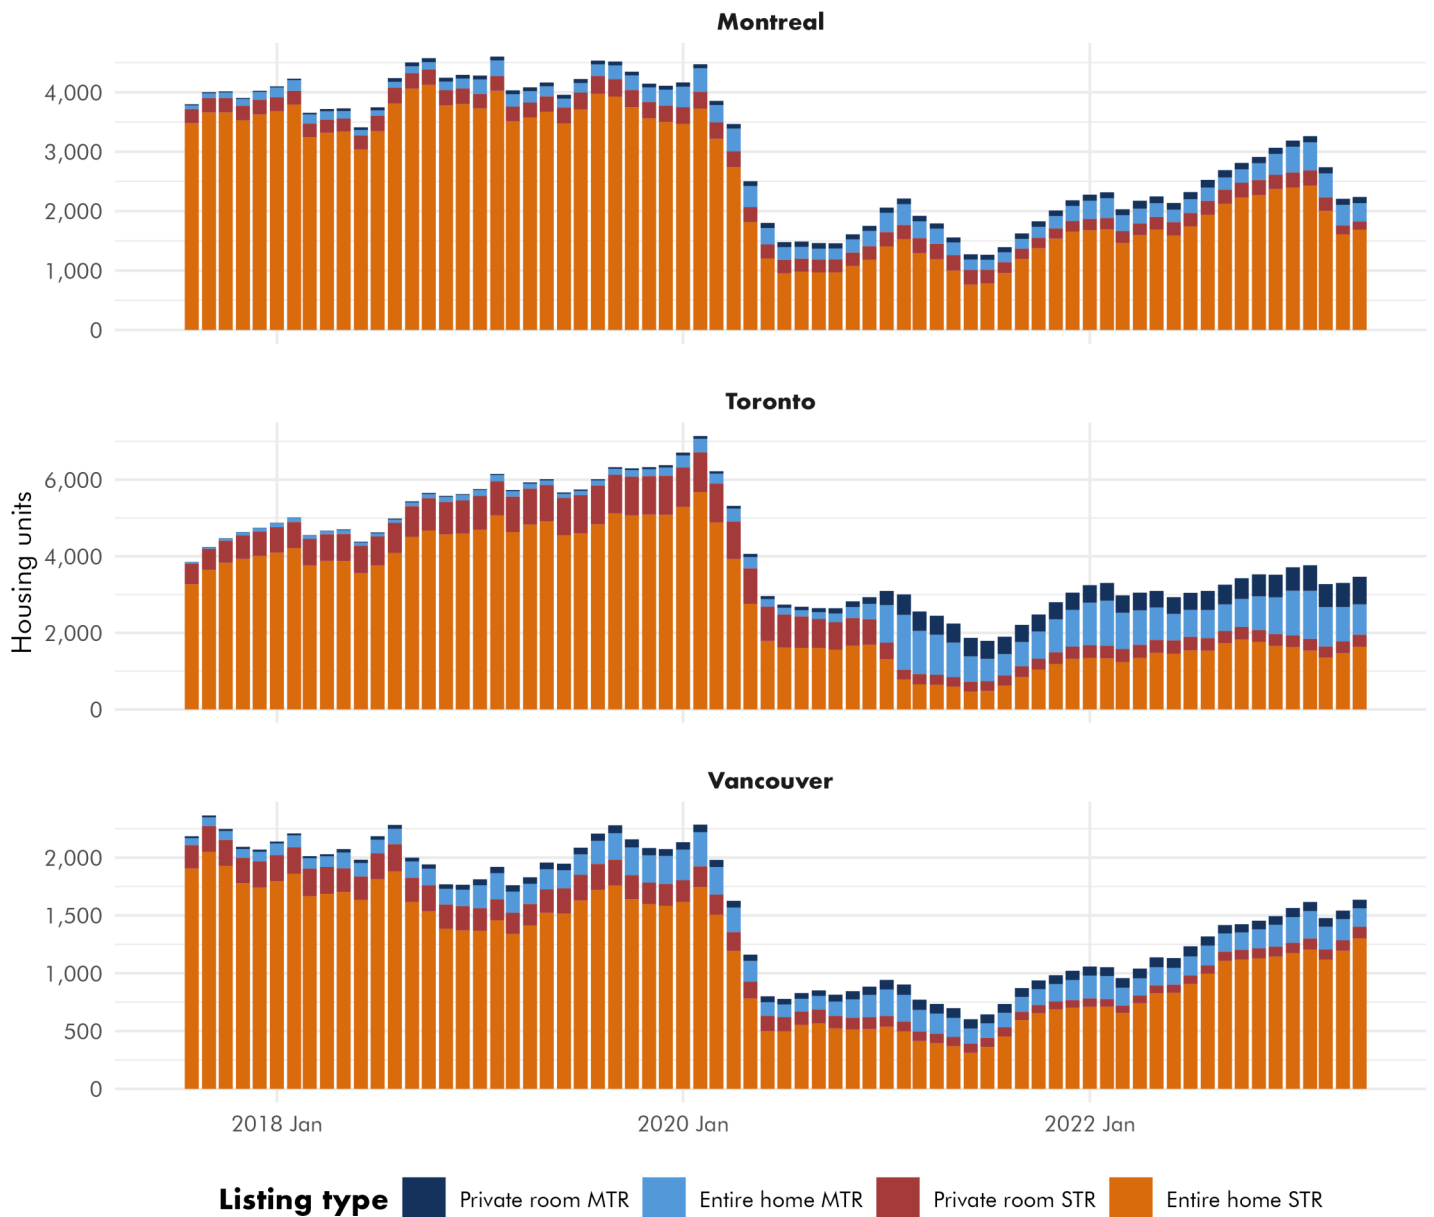 Montreal
4,000
3,000
2,000
1,000
0
Toronto
Housing units
6,000
4,000
2,000
0
Vancouver
2,000
1,500
1,000
500
0
2018 Jan 2020 Jan 2022 Jan
Listing type Private room MTR Entire home MTR Private room STR Entire home STR